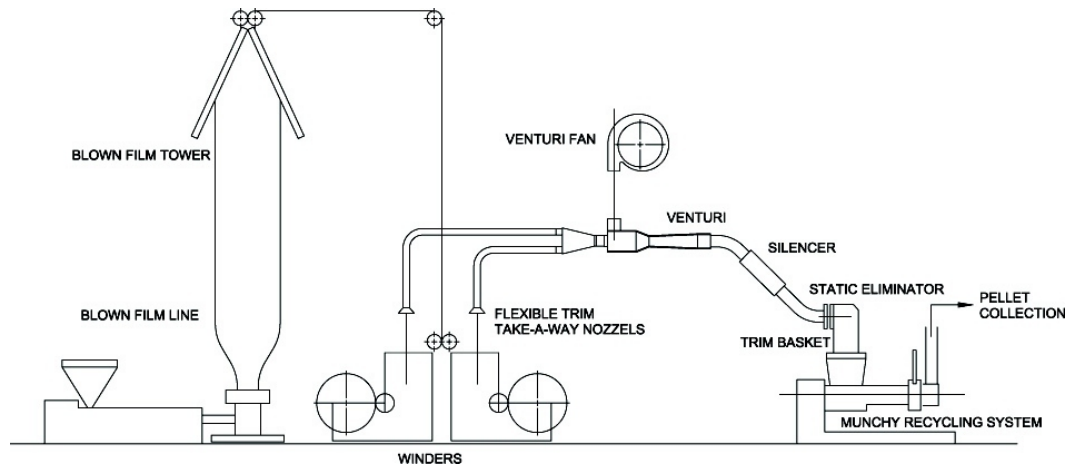 BLOWN FILM TOWER
VENTURI FAN
VENTURI
SILENCER
STATIC ELIMINATOR
PELLET
COLLECTION
BLOWN FILM LINE
FLEXIBLE TRIM
TAKE-A-WAY NOZZELS
TRIM BASKET
MUNCHY RECYCLING SYSTEM
WINDERS